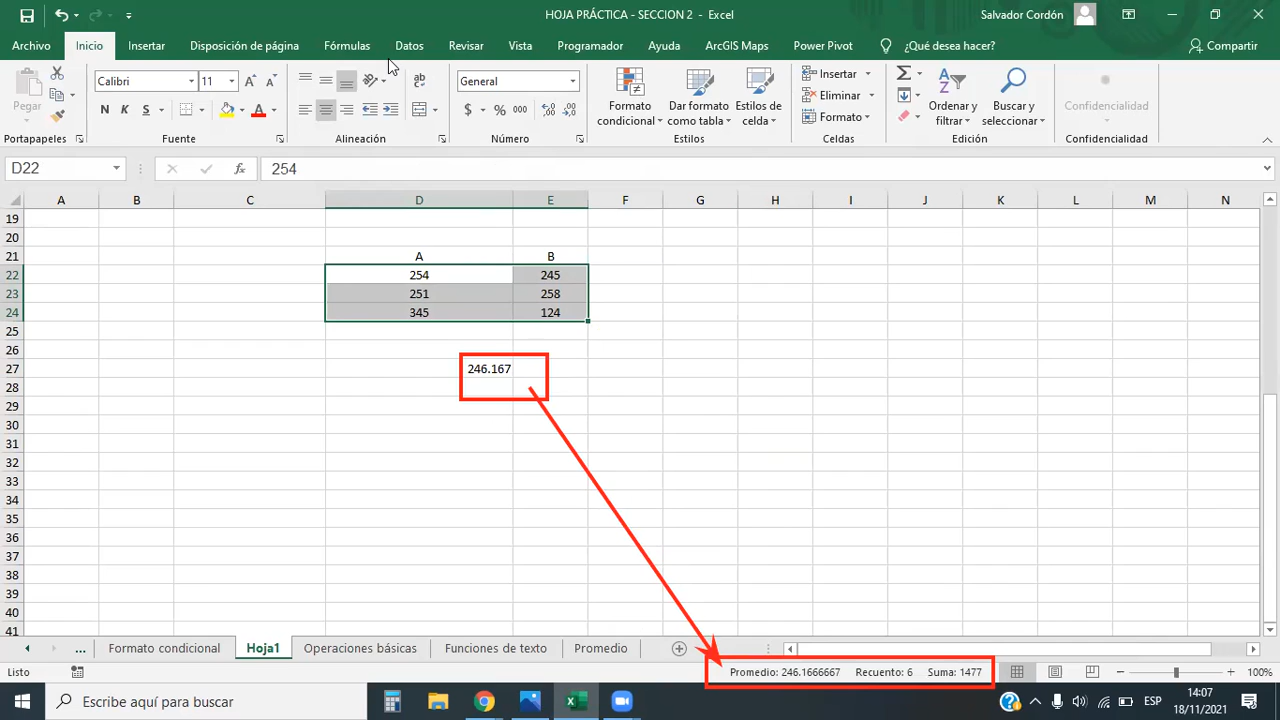 HOJA PRÁCTICA - SECCION 2 - Excel
Salvador Cordón
Archivo Inicio Insertar Disposición de página Fórmulas Datos Revisar Vista Programador Ayuda ArcGIS Maps Power Pivot ¿Qué desea hacer? Compartir
Pegar
Calibri 11
N K S
General
$ % 000
Formato condicional
Dar formato como tabla
Estilos de celda
Insertar
Eliminar
Formato
Ordenar y filtrar
Buscar y seleccionar
Confidencialidad
Portapapeles Fuente Alineación Número Estilos Celdas Edición Confidencialidad
D22 fx 254
A B C D E F G H I J K L M N
19
20
21 A B
22 254 245
23 251 258
24 345 124
25
26
27 246.167
28
29
30
31
32
33
34
35
36
37
38
39
40
41
... Formato condicional Hoja1 Operaciones básicas Funciones de texto Promedio
Listo Promedio: 246.1666667 Recuento: 6 Suma: 1477 100%
Escribe aquí para buscar
ESP
14:07
18/11/2021